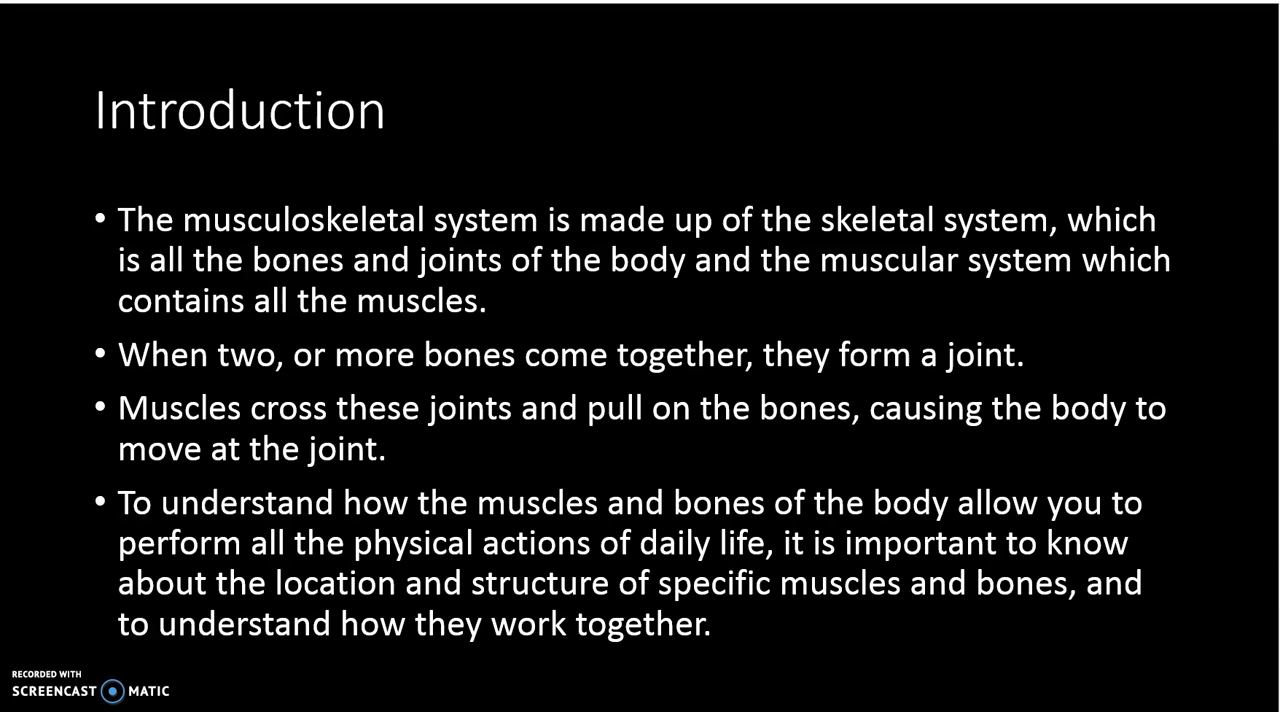 Introduction
• The musculoskeletal system is made up of the skeletal system, which
is all the bones and joints of the body and the muscular system which
contains all the muscles.
• When two, or more bones come together, they form a joint.
• Muscles cross these joints and pull on the bones, causing the body to
move at the joint.
• To understand how the muscles and bones of the body allow you to
perform all the physical actions of daily life, it is important to know
about the location and structure of specific muscles and bones, and
to understand how they work together.
RECORDED WITH
SCREENCAST MATIC